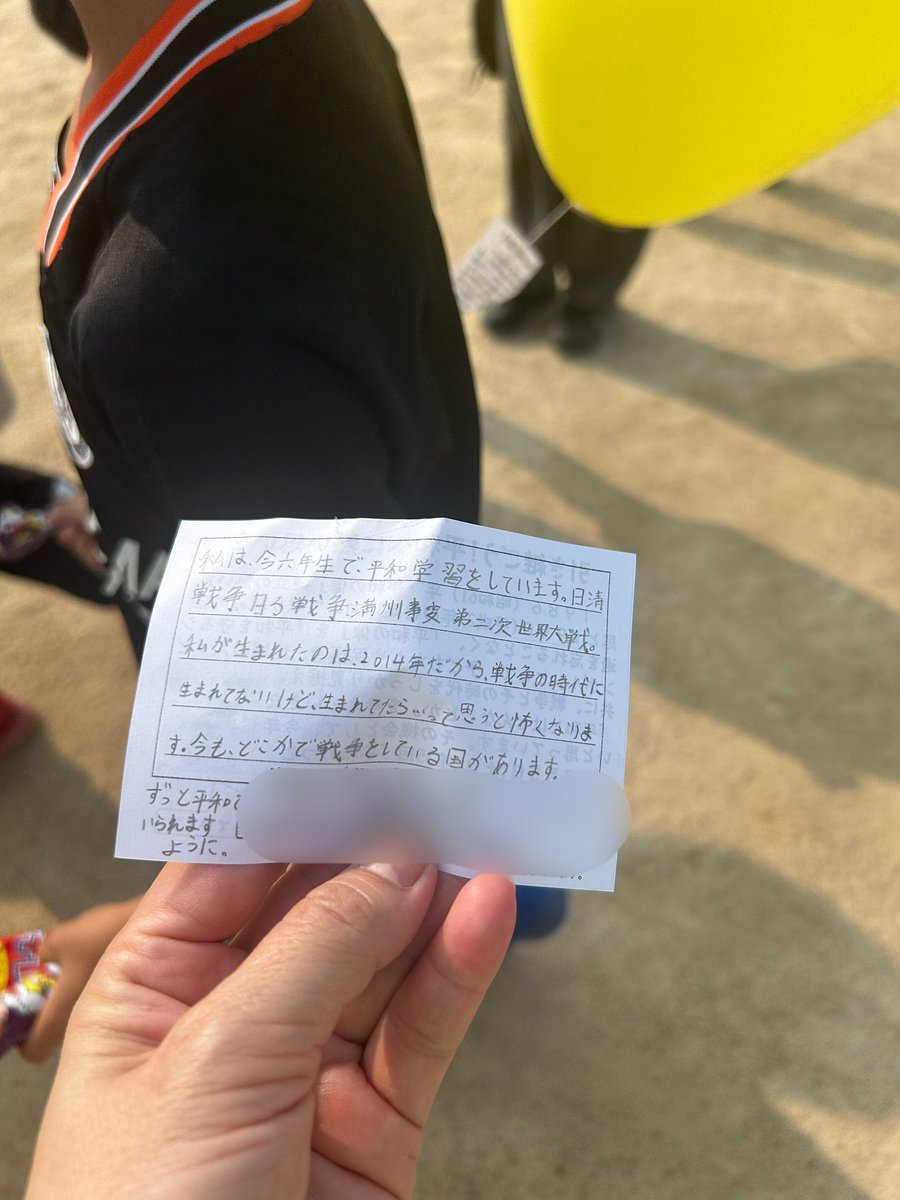 私は、今六年生で、平和学習をしています。日清
戦争、日ろ戦争、満州事変、第二次世界大戦。
私が生まれたのは、2014年だから、戦争の時代に
生まれてないけど、生まれてたらって思うと怖くなりま
す。今も、どこかで戦争をしている国があります。
ずっと平和で
いられます
ように。